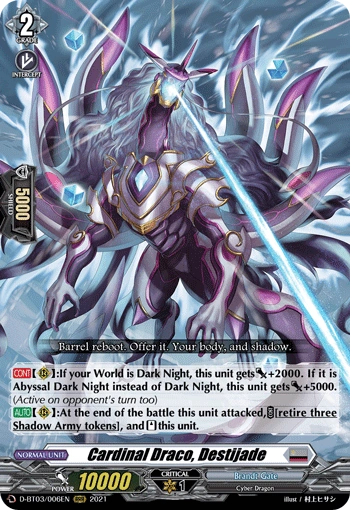 2
GRADE
INTERCEPT
SHIELD
5000
Barrel reboot. Offer it. Your body, and shadow.
CONT:If your World is Dark Night, this unit gets +2000. If it is
Abyssal Dark Night instead of Dark Night, this unit gets +5000.
(Active on opponent's turn too)
AUTO:At the end of the battle this unit attacked, [retire three
Shadow Army tokens], and this unit.
NORMAL UNIT
Cardinal Draco, Destijade
POWER
10000
CRITICAL
1
Brandt Gate
Cyber Dragon
D-BT03/006EN RRR 2021
illust / 村上ヒサシ